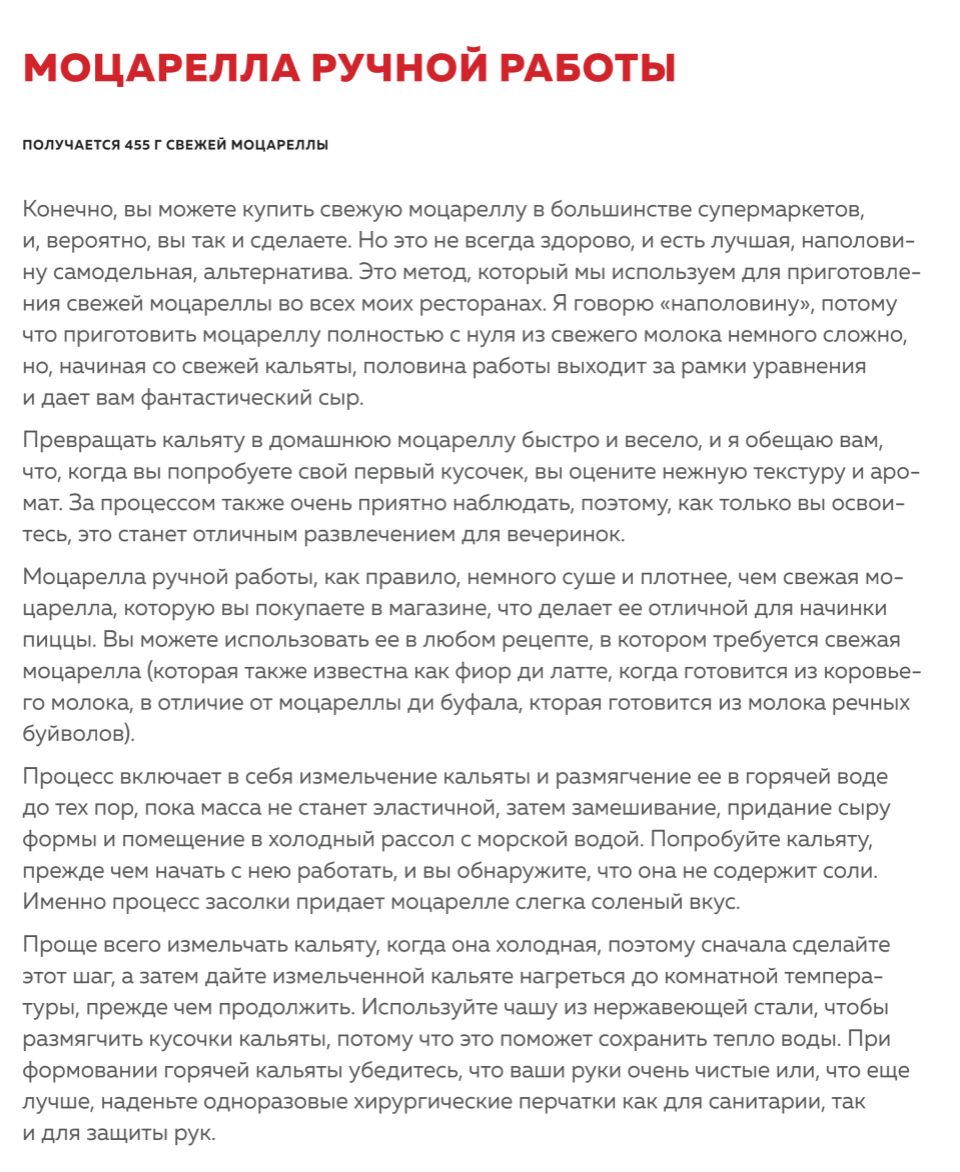 МОЦАРЕЛЛА РУЧНОЙ РАБОТЫ
ПОЛУЧАЕТСЯ 455 Г СВЕЖЕЙ МОЦАРЕЛЛЫ
Конечно, вы можете купить свежую моцареллу в большинстве супермаркетов,
и, вероятно, вы так и сделаете. Но это не всегда здорово, и есть лучшая, наполови-
ну самодельная, альтернатива. Это метод, который мы используем для приготовле-
ния свежей моцареллы во всех моих ресторанах. Я говорю «наполовину», потому
что приготовить моцареллу полностью с нуля из свежего молока немного сложно,
но, начиная со свежей кальяты, половина работы выходит за рамки уравнения
и дает вам фантастический сыр.
Превращать кальяту в домашнюю моцареллу быстро и весело, и я обещаю вам,
что, когда вы попробуете свой первый кусочек, вы оцените нежную текстуру и аро-
мат. За процессом также очень приятно наблюдать, поэтому, как только вы освои-
тесь, это станет отличным развлечением для вечеринок.
Моцарелла ручной работы, как правило, немного суше и плотнее, чем свежая мо-
царелла, которую вы покупаете в магазине, что делает ее отличной для начинки
пиццы. Вы можете использовать ее в любом рецепте, в котором требуется свежая
моцарелла (которая также известна как фиор ди латте, когда готовится из коровье-
го молока, в отличие от моцареллы ди буфала, кторая готовится из молока речных
буйволов).
Процесс включает в себя измельчение кальяты и размягчение ее в горячей воде
до тех пор, пока масса не станет эластичной, затем замешивание, придание сыру
формы и помещение в холодный рассол с морской водой. Попробуйте кальяту,
прежде чем начать с нею работать, и вы обнаружите, что она не содержит соли.
Именно процесс засолки придает моцарелле слегка соленый вкус.
Проще всего измельчать кальяту, когда она холодная, поэтому сначала сделайте
этот шаг, а затем дайте измельченной кальяте нагреться до комнатной темпера-
туры, прежде чем продолжить. Используйте чашу из нержавеющей стали, чтобы
размягчить кусочки кальяты, потому что это поможет сохранить тепло воды. При
формовании горячей кальяты убедитесь, что ваши руки очень чистые или, что еще
лучше, наденьте одноразовые хирургические перчатки как для санитарии, так
и для защиты рук.